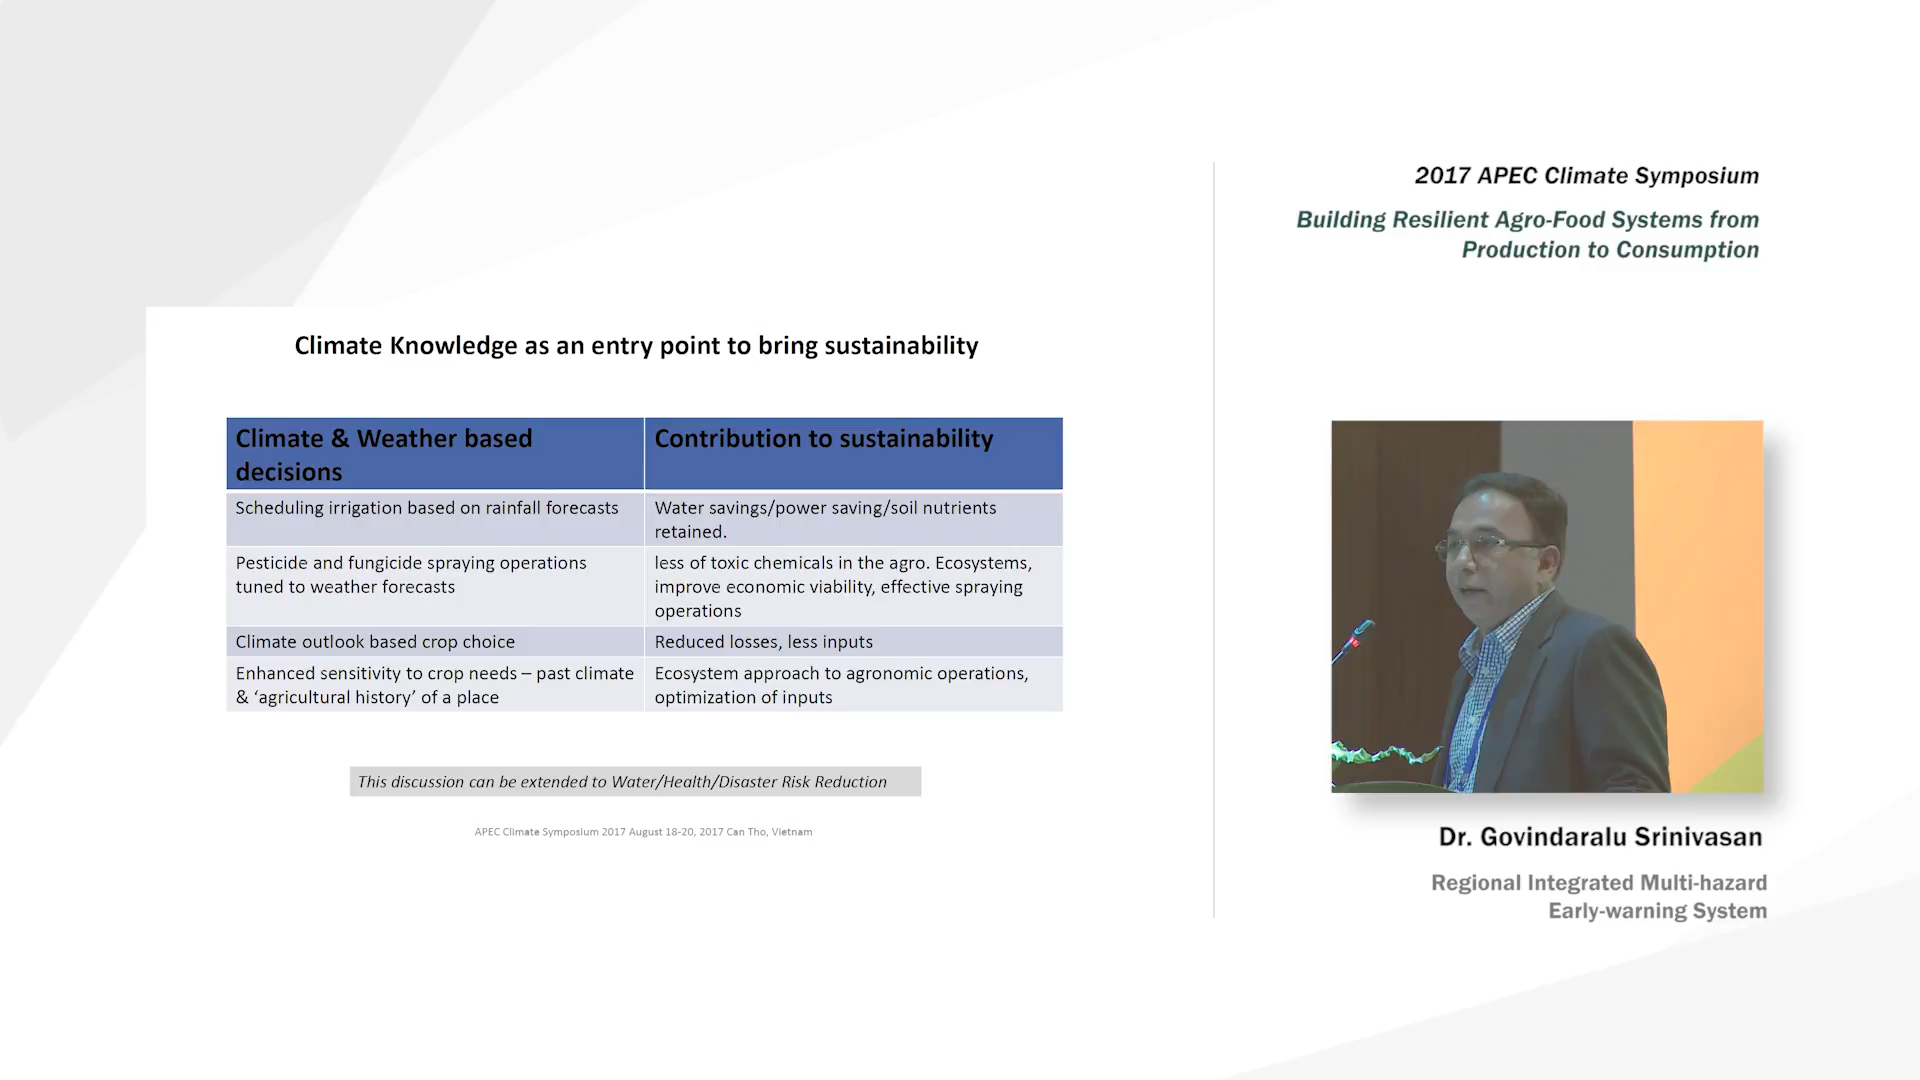 2017 APEC Climate Symposium
Building Resilient Agro-Food Systems from
Production to Consumption
Climate Knowledge as an entry point to bring sustainability
Climate & Weather based
decisions
Contribution to sustainability
Scheduling irrigation based on rainfall forecasts
Water savings/power saving/soil nutrients
retained.
Pesticide and fungicide spraying operations
tuned to weather forecasts
less of toxic chemicals in the agro. Ecosystems,
improve economic viability, effective spraying
operations
Climate outlook based crop choice
Reduced losses, less inputs
Enhanced sensitivity to crop needs – past climate
& ‘agricultural history’ of a place
Ecosystem approach to agronomic operations,
optimization of inputs
This discussion can be extended to Water/Health/Disaster Risk Reduction
APEC Climate Symposium 2017 August 18-20, 2017 Can Tho, Vietnam
Dr. Govindaralu Srinivasan
Regional Integrated Multi-hazard
Early-warning System